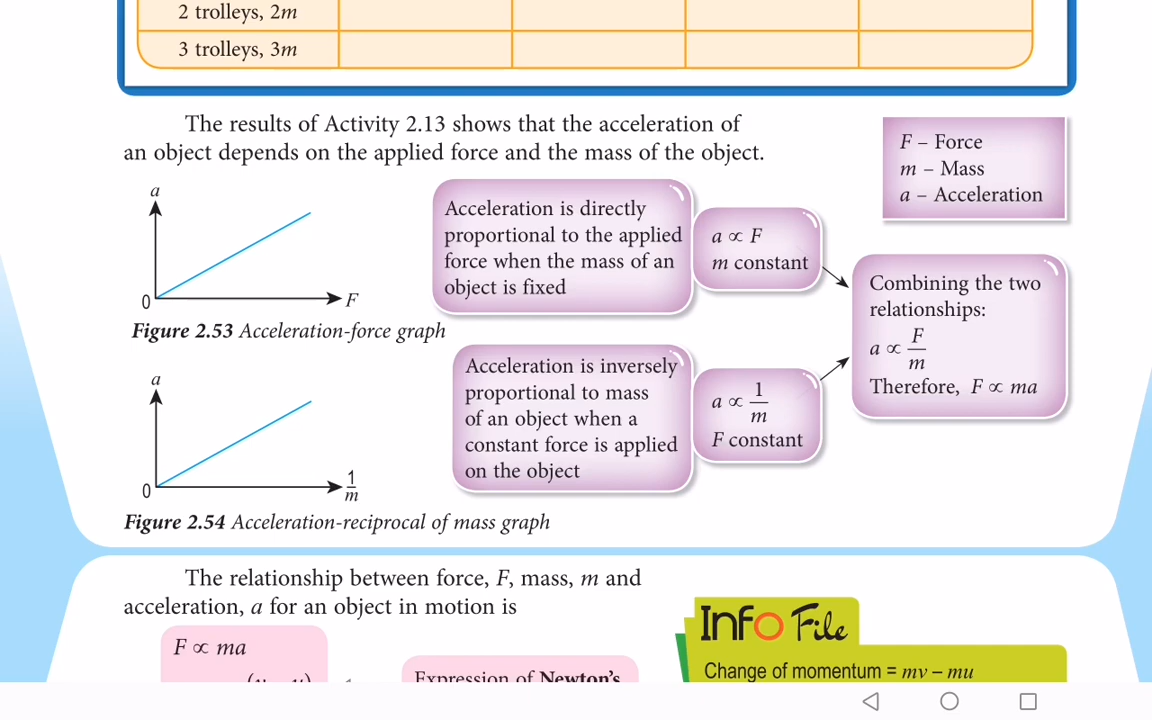 2 trolleys, 2m
3 trolleys, 3m
The results of Activity 2.13 shows that the acceleration of
an object depends on the applied force and the mass of the object.
F – Force
m – Mass
a – Acceleration
a
0
F
Figure 2.53 Acceleration-force graph
Acceleration is directly
proportional to the applied
force when the mass of an
object is fixed
a ∝ F
m constant
Combining the two
relationships:
a ∝ F/m
Therefore, F ∝ ma
a
0
1/m
Figure 2.54 Acceleration-reciprocal of mass graph
Acceleration is inversely
proportional to mass
of an object when a
constant force is applied
on the object
a ∝ 1/m
F constant
The relationship between force, F, mass, m and
acceleration, a for an object in motion is
F ∝ ma
Expression of Newton's
Info File
Change of momentum = mv – mu